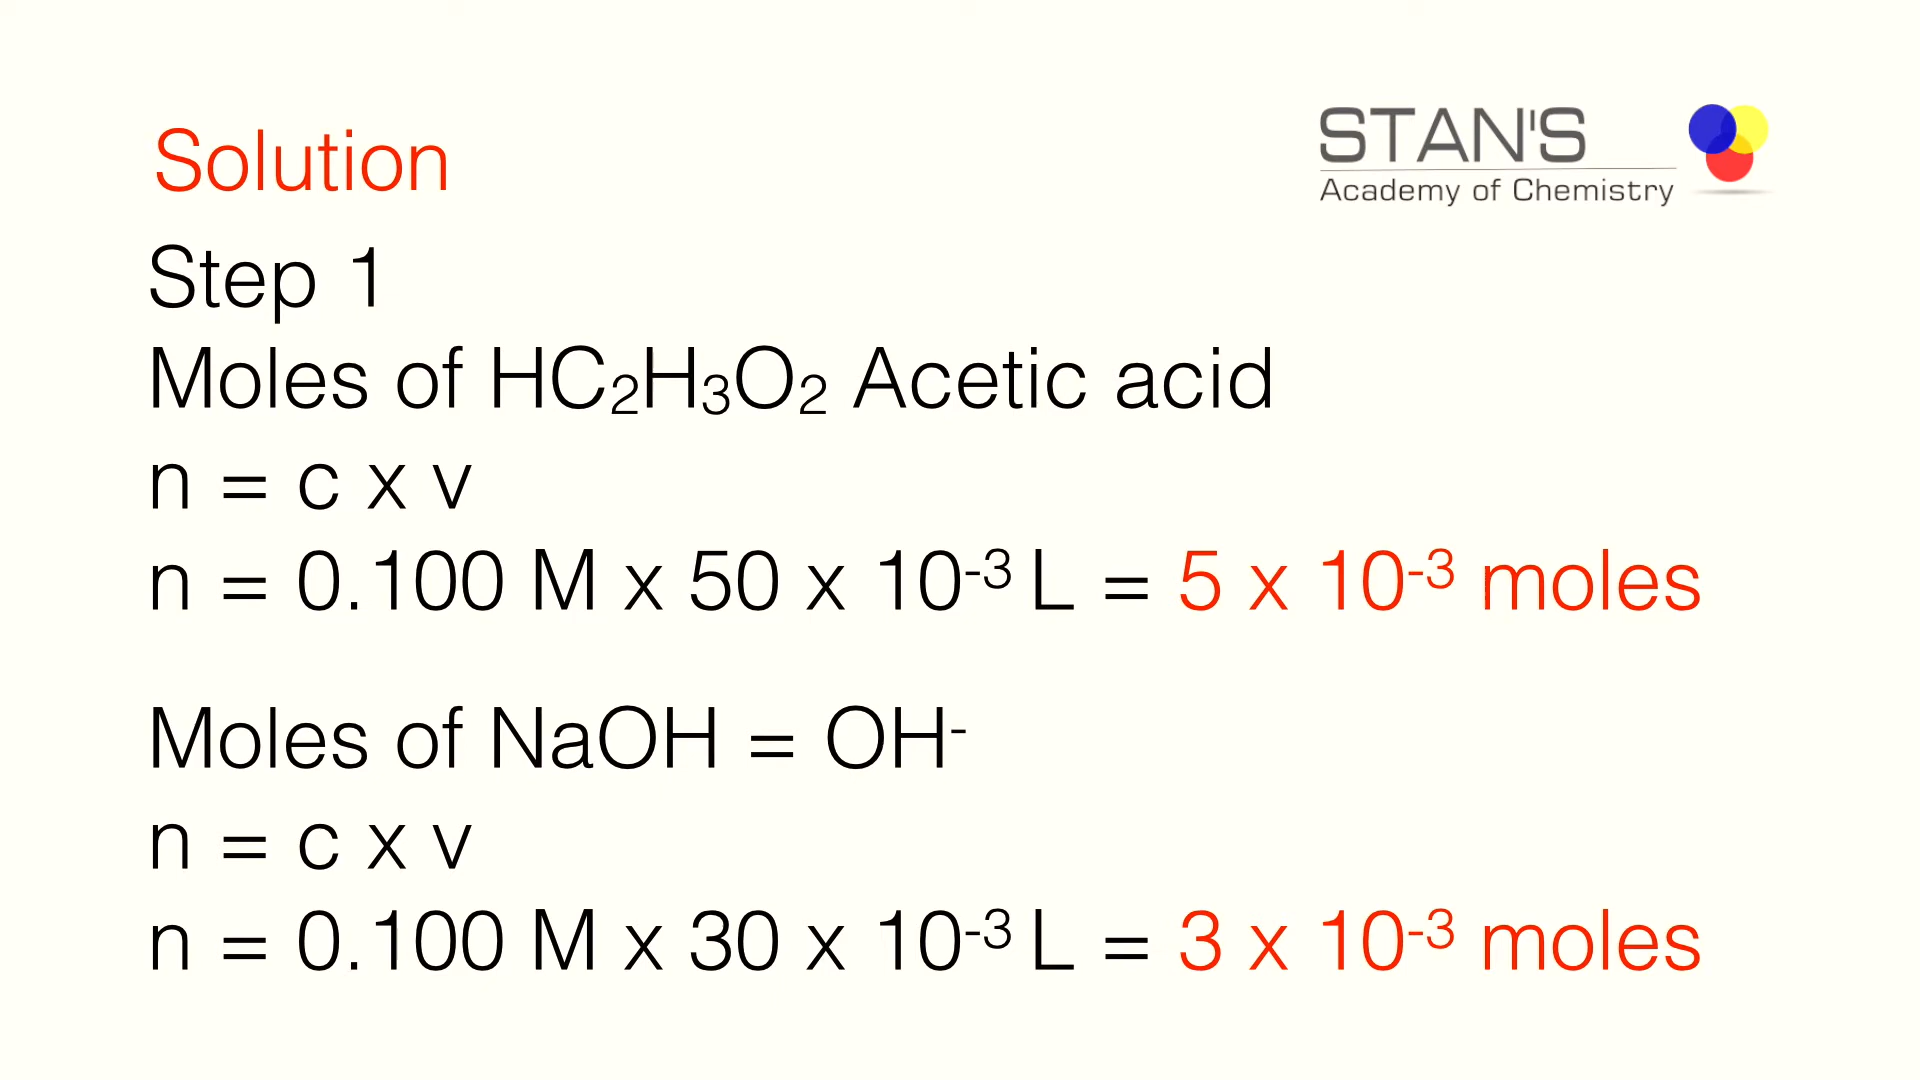 Solution
STAN'S
Academy of Chemistry
Step 1
Moles of HC₂H₃O₂ Acetic acid
n = c x v
n = 0.100 M x 50 x 10⁻³ L = 5 x 10⁻³ moles
Moles of NaOH = OH⁻
n = c x v
n = 0.100 M x 30 x 10⁻³ L = 3 x 10⁻³ moles